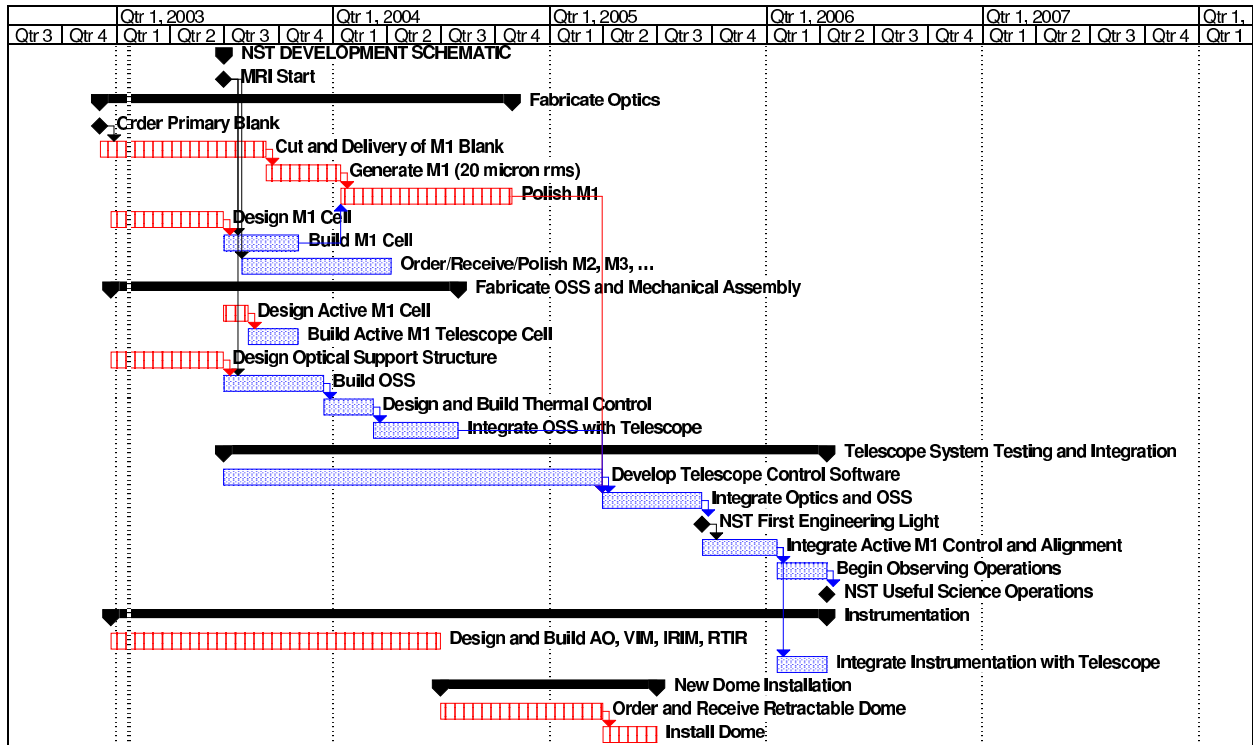 Qtr 1, 2003 Qtr 1, 2004 Qtr 1, 2005 Qtr 1, 2006 Qtr 1, 2007 Qtr 1,
Qtr 3 Qtr 4 Qtr 1 Qtr 2 Qtr 3 Qtr 4 Qtr 1 Qtr 2 Qtr 3 Qtr 4 Qtr 1 Qtr 2 Qtr 3 Qtr 4 Qtr 1 Qtr 2 Qtr 3 Qtr 4 Qtr 1 Qtr 2 Qtr 3 Qtr 4 Qtr 1
NST DEVELOPMENT SCHEMATIC
MRI Start
Fabricate Optics
Order Primary Blank
Cut and Delivery of M1 Blank
Generate M1 (20 micron rms)
Polish M1
Design M1 Cell
Build M1 Cell
Order/Receive/Polish M2, M3, ...
Fabricate OSS and Mechanical Assembly
Design Active M1 Cell
Build Active M1 Telescope Cell
Design Optical Support Structure
Build OSS
Design and Build Thermal Control
Integrate OSS with Telescope
Telescope System Testing and Integration
Develop Telescope Control Software
Integrate Optics and OSS
NST First Engineering Light
Integrate Active M1 Control and Alignment
Begin Observing Operations
NST Useful Science Operations
Instrumentation
Design and Build AO, VIM, IRIM, RTIR
Integrate Instrumentation with Telescope
New Dome Installation
Order and Receive Retractable Dome
Install Dome